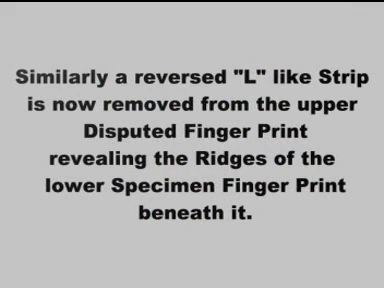 Similarly a reversed "L" like Strip
is now removed from the upper
Disputed Finger Print
revealing the Ridges of the
lower Specimen Finger Print
beneath it.